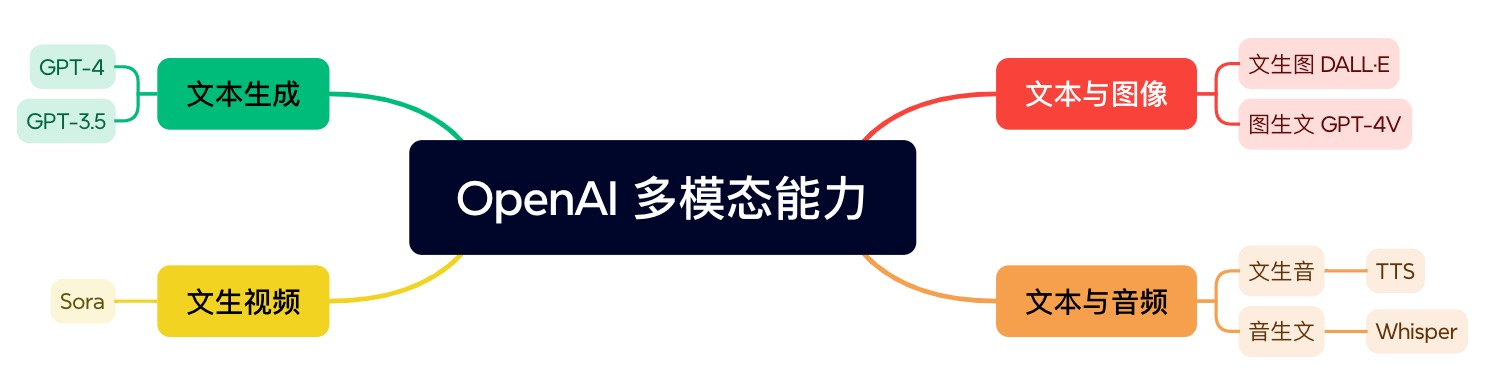 OpenAI 多模态能力
文本生成
GPT-4
GPT-3.5
文生视频
Sora
文本与图像
文生图 DALL·E
图生文 GPT-4V
文本与音频
文生音
TTS
音生文
Whisper